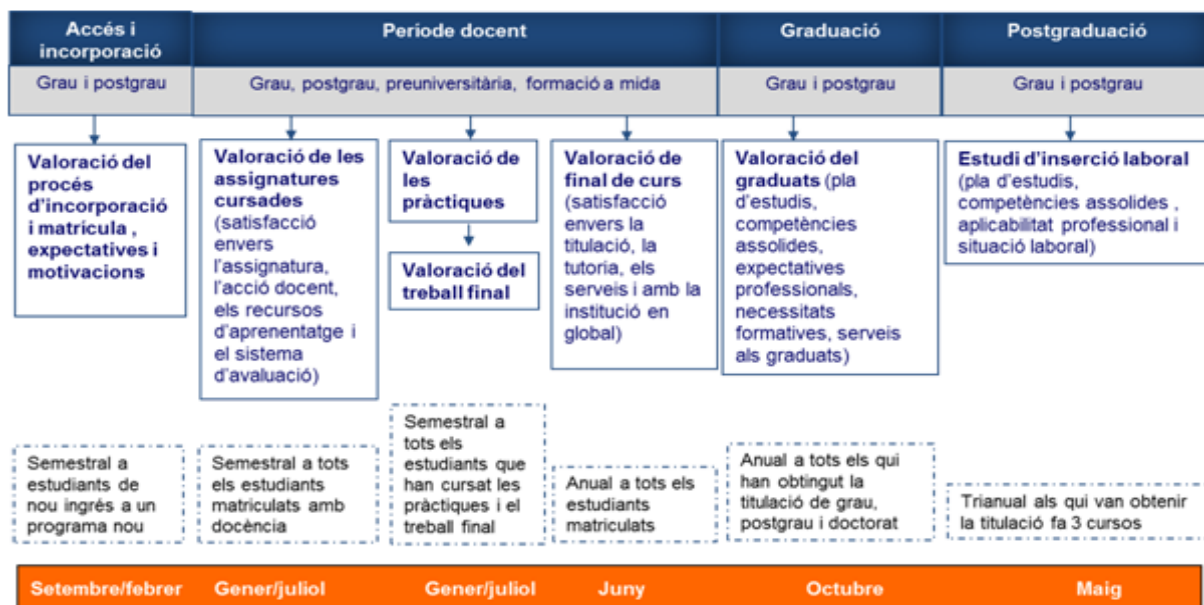 Accés i
incorporació
Període docent
Graduació
Postgraduació
Grau i postgrau
Grau, postgrau, preuniversitària, formació a mida
Grau i postgrau
Grau i postgrau
Valoració del
procés
d'incorporació
i matrícula ,
expectatives i
motivacions
Valoració de les
assignatures
cursades
(satisfacció
envers
l'assignatura,
l'acció docent,
els recursos
d'aprenentatge i
el sistema
d'avaluació)
Valoració de
les
pràctiques
Valoració del
treball final
Valoració de
final de curs
(satisfacció
envers la
titulació, la
tutoria, els
serveis i amb la
institució en
global)
Valoració del
graduats (pla
d'estudis,
competències
assolides,
expectatives
professionals,
necessitats
formatives, serveis
als graduats)
Estudi d'inserció laboral
(pla d'estudis,
competències assolides ,
aplicabilitat professional i
situació laboral)
Semestral a
estudiants de
nou ingrés a un
programa nou
Semestral a tots
els estudiants
matriculats amb
docència
Semestral a
tots els
estudiants que
han cursat les
pràctiques i el
treball final
Anual a tots els
estudiants
matriculats
Anual a tots els qui
han obtingut la
titulació de grau,
postgrau i doctorat
Trianual als qui van obtenir
la titulació fa 3 cursos
Setembre/febrer
Gener/juliol
Gener/juliol
Juny
Octubre
Maig